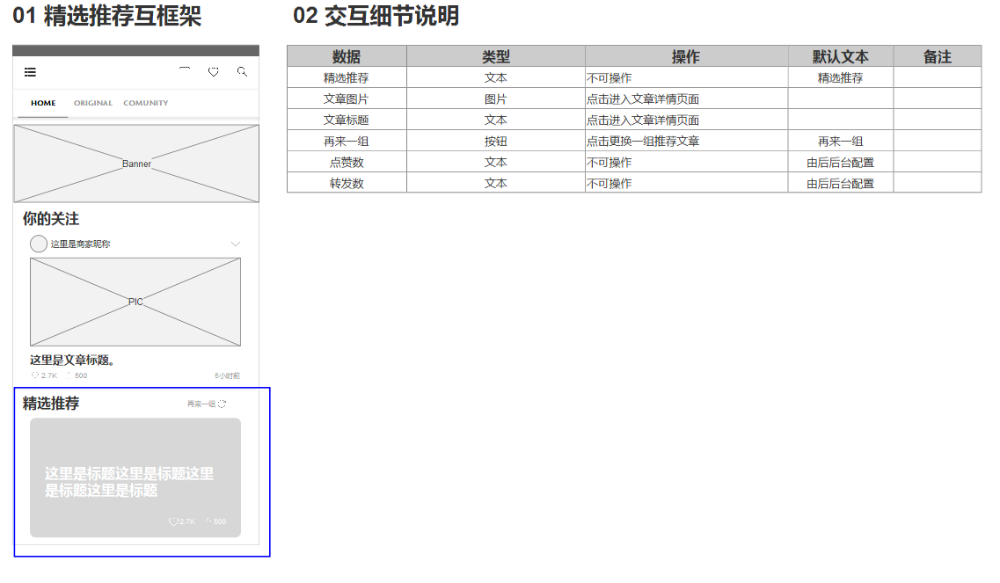 01 精选推荐互框架
02 交互细节说明
HOME ORIGINAL COMUNITY
Banner
你的关注
这里是商家昵称
PIC
这里是文章标题。
2.7K 500 5小时前
精选推荐 再来一组
这里是标题这里是标题这里
是标题这里是标题
2.7K 500
数据 类型 操作 默认文本 备注
精选推荐 文本 不可操作 精选推荐
文章图片 图片 点击进入文章详情页面
文章标题 文本 点击进入文章详情页面
再来一组 按钮 点击更换一组推荐文章 再来一组
点赞数 文本 不可操作 由后后台配置
转发数 文本 不可操作 由后后台配置